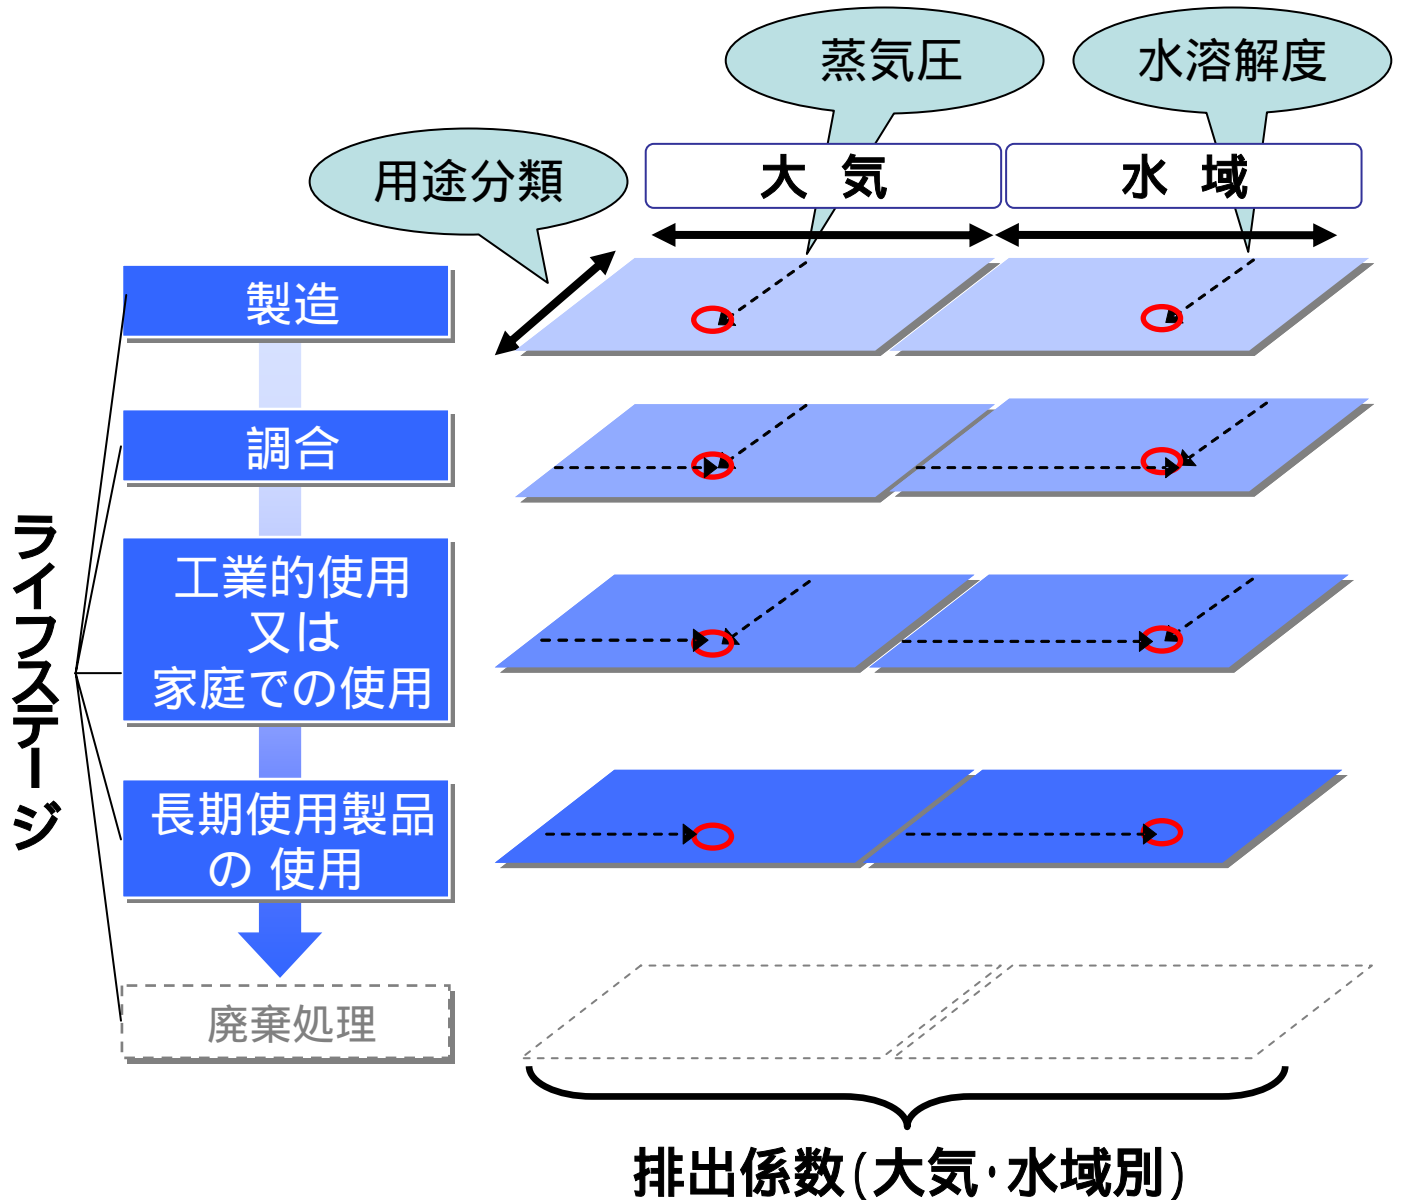 蒸気圧
水溶解度
用途分類
大 気
水 域
製造
調合
工業的使用
又は
家庭での使用
長期使用製品
の 使用
廃棄処理
ライフステージ
排出係数(大気·水域別)